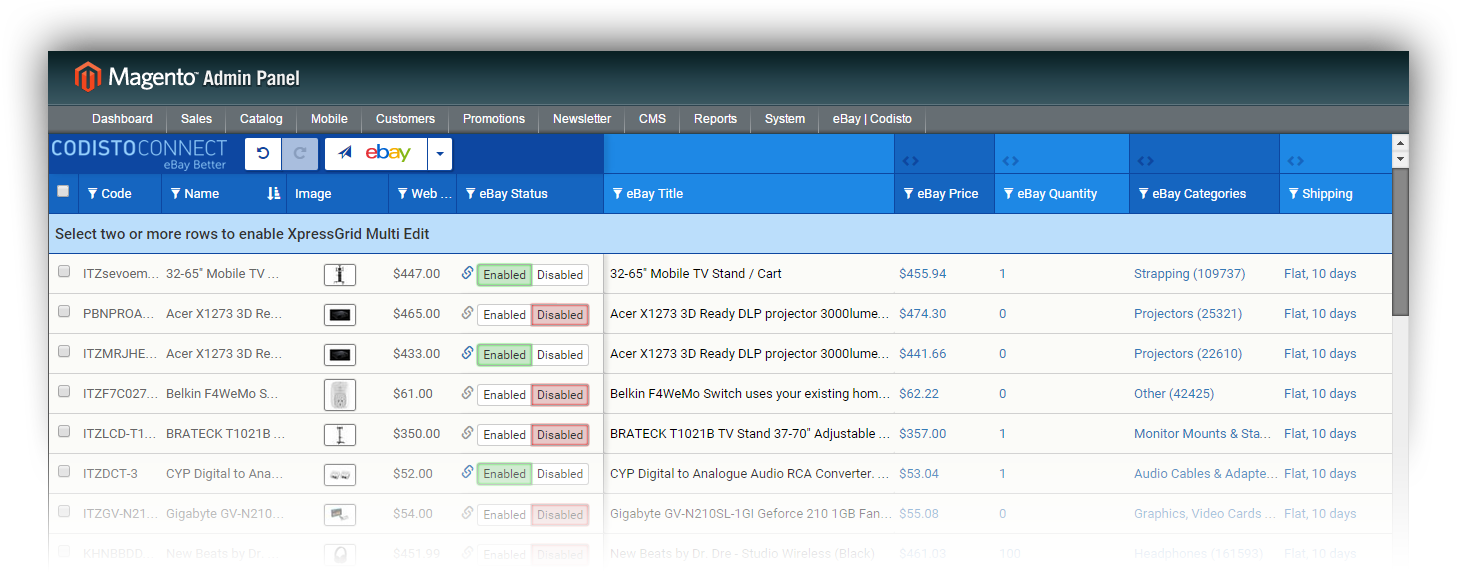 Magento™ Admin Panel
Dashboard Sales Catalog Mobile Customers Promotions Newsletter CMS Reports System eBay | Codisto
CODISTOCONNECT
eBay Better
ebay
Code Name Image Web ... eBay Status eBay Title eBay Price eBay Quantity eBay Categories Shipping
Select two or more rows to enable XpressGrid Multi Edit
ITZsevoem... 32-65" Mobile TV ... $447.00 Enabled Disabled 32-65" Mobile TV Stand / Cart $455.94 1 Strapping (109737) Flat, 10 days
PBNPROA... Acer X1273 3D Re... $465.00 Enabled Disabled Acer X1273 3D Ready DLP projector 3000lume... $474.30 0 Projectors (25321) Flat, 10 days
ITZMRJHE... Acer X1273 3D Re... $433.00 Enabled Disabled Acer X1273 3D Ready DLP projector 3000lume... $441.66 0 Projectors (22610) Flat, 10 days
ITZF7C027... Belkin F4WeMo S... $61.00 Enabled Disabled Belkin F4WeMo Switch uses your existing hom... $62.22 0 Other (42425) Flat, 10 days
ITZLCD-T1... BRATECK T1021B ... $350.00 Enabled Disabled BRATECK T1021B TV Stand 37-70" Adjustable ... $357.00 1 Monitor Mounts & Sta... Flat, 10 days
ITZDCT-3 CYP Digital to Ana... $52.00 Enabled Disabled CYP Digital to Analogue Audio RCA Converter. ... $53.04 1 Audio Cables & Adapte... Flat, 10 days
ITZGV-N21... Gigabyte GV-N210... $54.00 Enabled Disabled Gigabyte GV-N210SL-1GI Geforce 210 1GB Fan... $55.08 0 Graphics, Video Cards ... Flat, 10 days
KHNBBDD... New Beats by Dr. ... $451.99 Enabled Disabled New Beats by Dr. Dre - Studio Wireless (Black) $461.03 100 Headphones (161593) Flat, 10 days